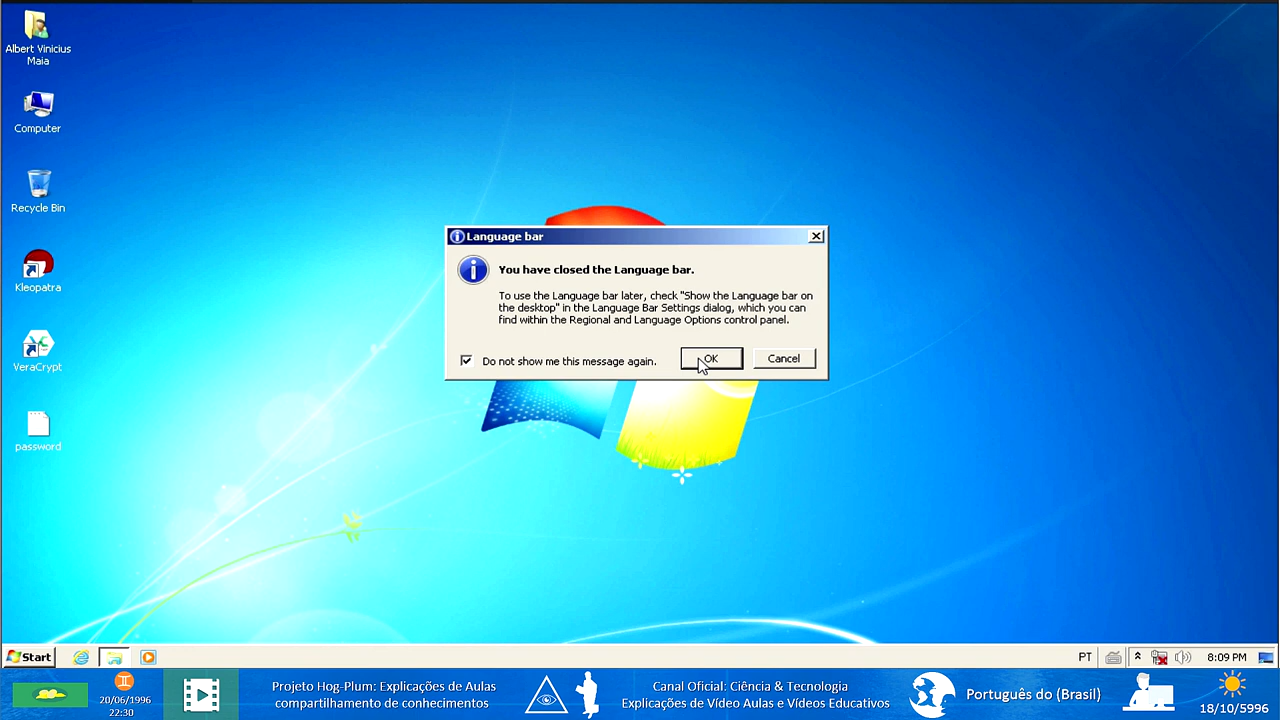 Albert Vinicius
Maia
Computer
Recycle Bin
Kleopatra
VeraCrypt
password
Language bar
You have closed the Language bar.
To use the Language bar later, check "Show the Language bar on
the desktop" in the Language Bar Settings dialog, which you can
find within the Regional and Language Options control panel.
Do not show me this message again.
OK
Cancel
Start
PT
8:09 PM
20/06/1996
22:30
Projeto Hog-Plum: Explicações de Aulas
compartilhamento de conhecimentos
Canal Oficial: Ciência & Tecnologia
Explicações de Vídeo Aulas e Vídeos Educativos
Português do (Brasil)
18/10/5996